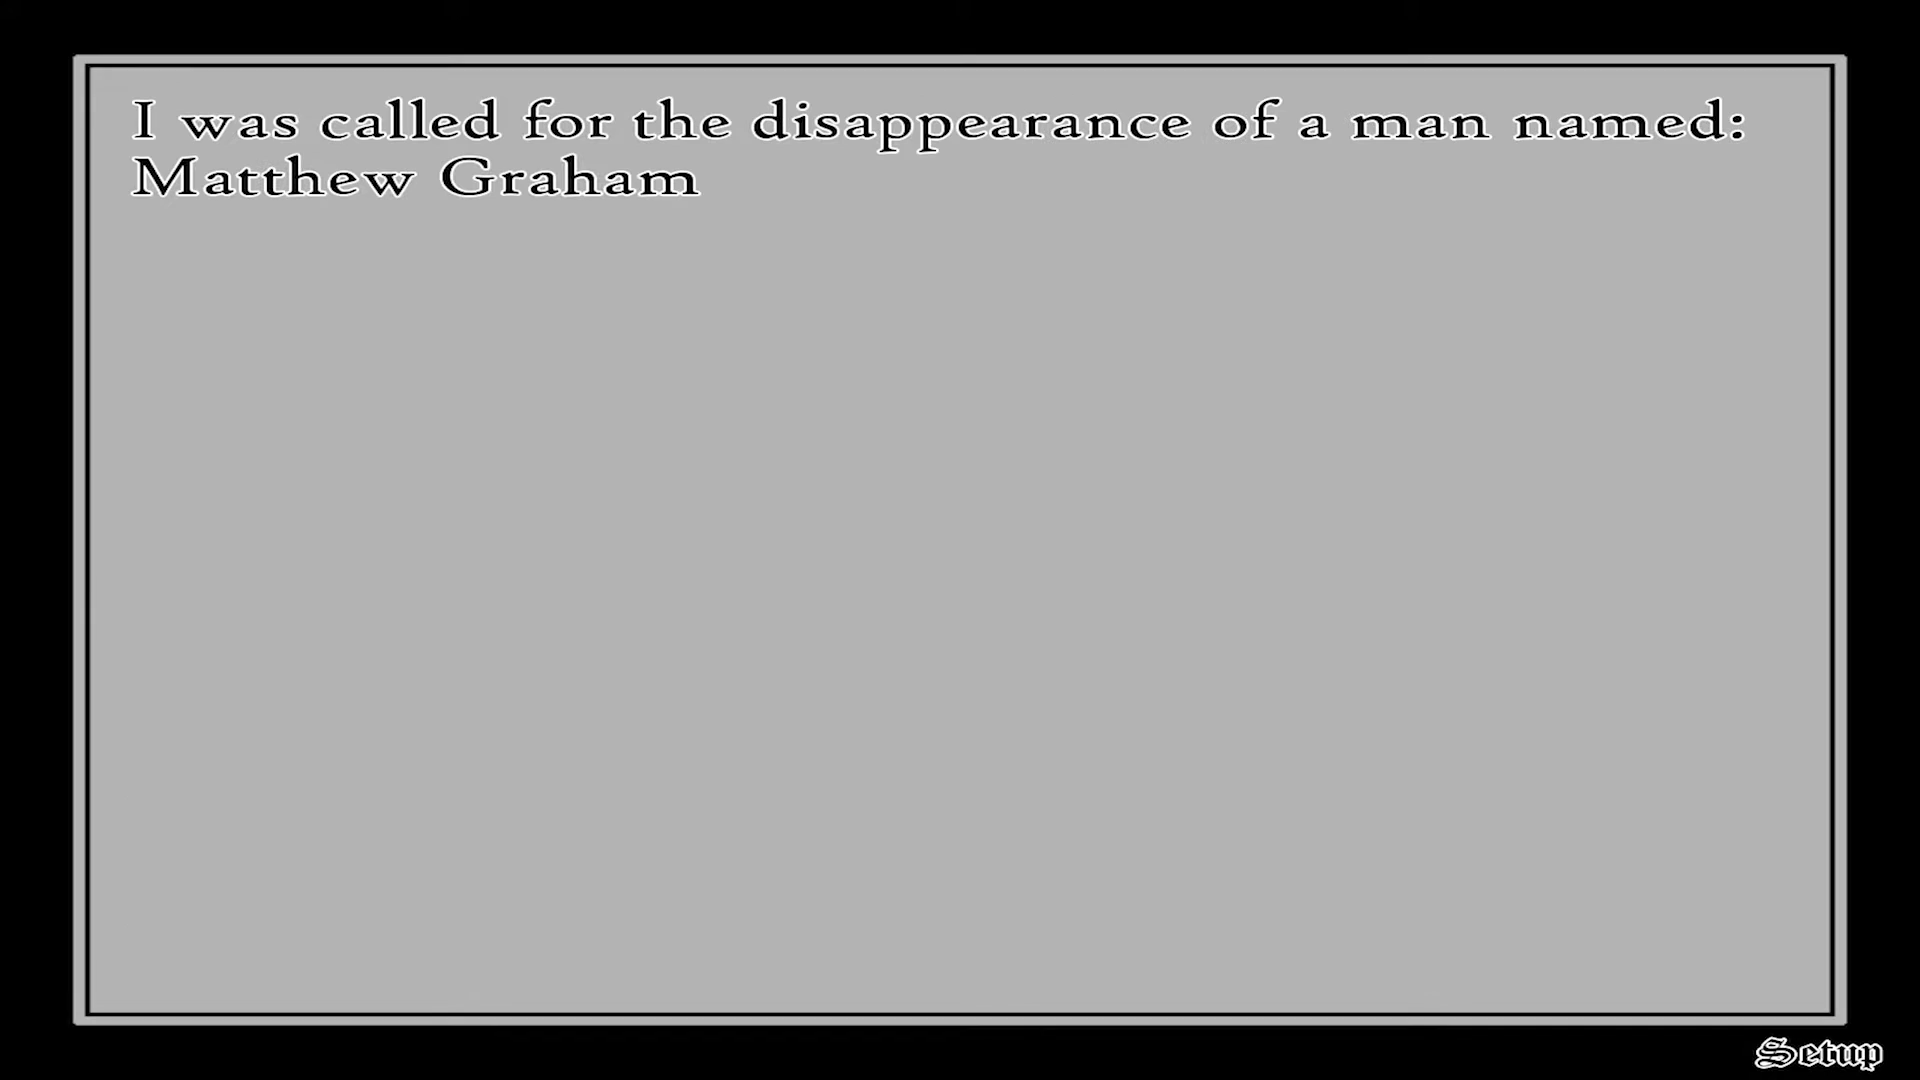 I was called for the disappearance of a man named:
Matthew Graham
Setup